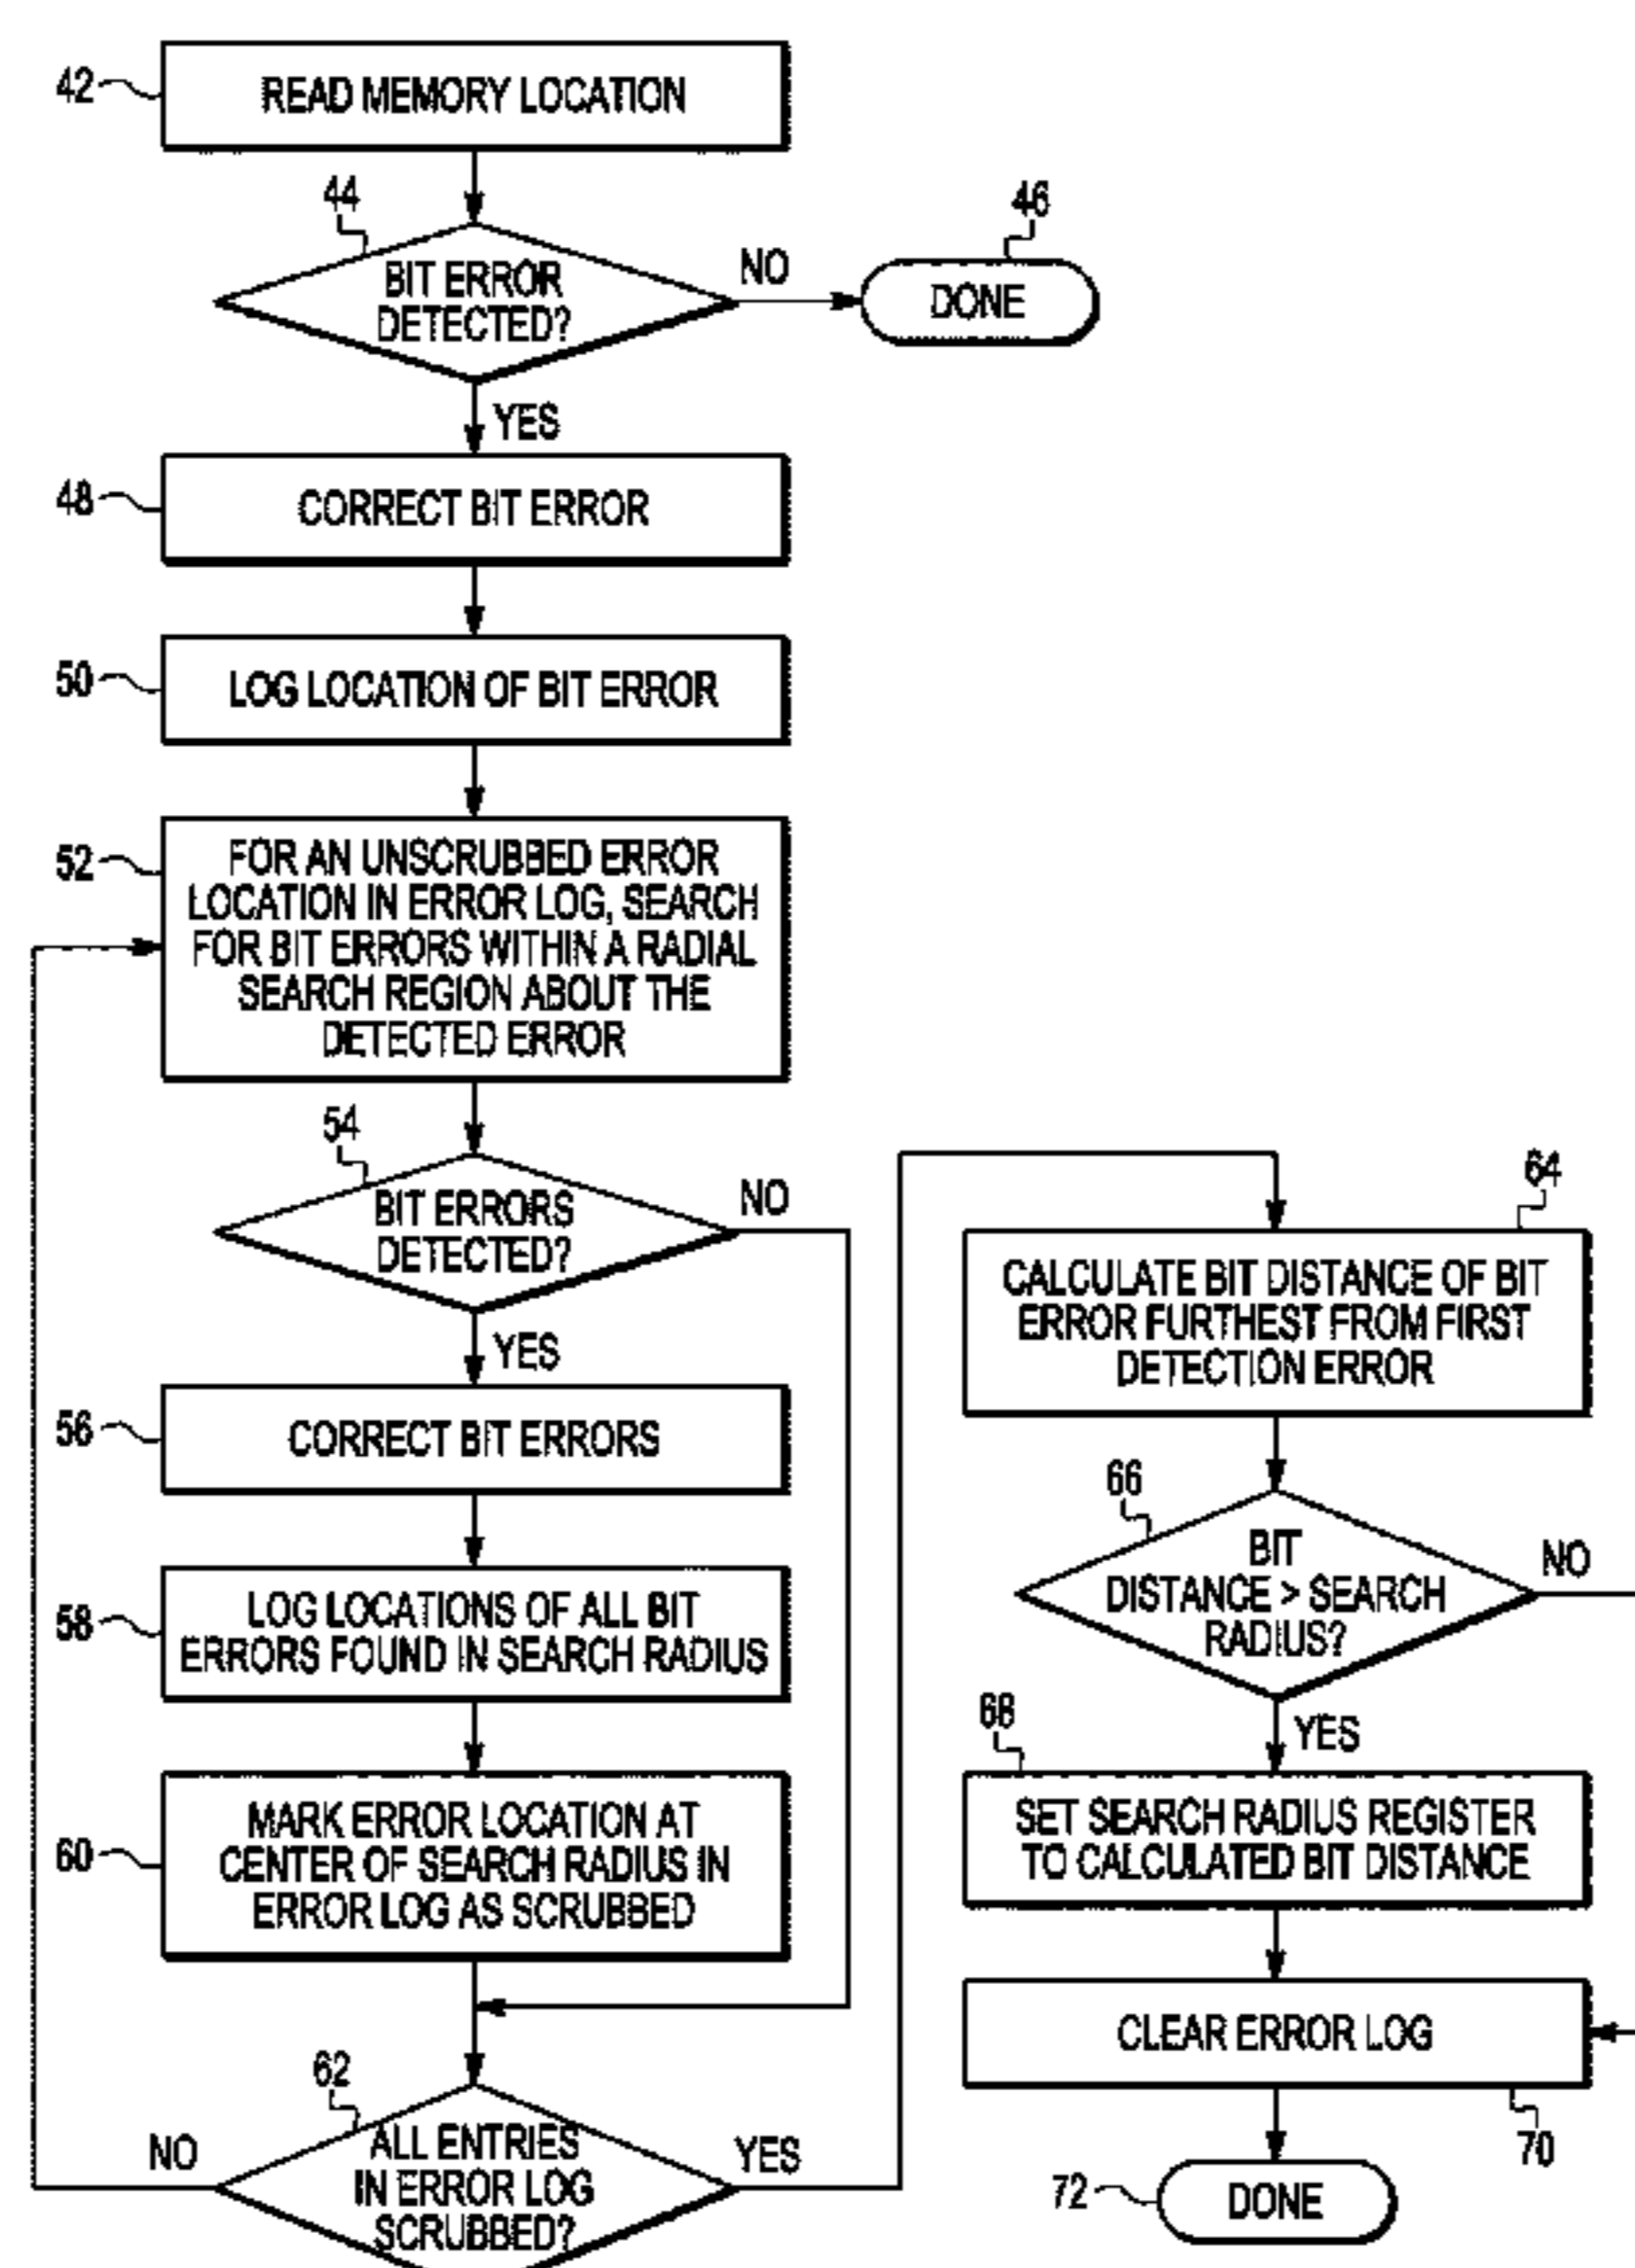 42
READ MEMORY LOCATION
44
BIT ERROR
DETECTED?
NO
46
DONE
YES
48
CORRECT BIT ERROR
50
LOG LOCATION OF BIT ERROR
52
FOR AN UNSCRUBBED ERROR
LOCATION IN ERROR LOG, SEARCH
FOR BIT ERRORS WITHIN A RADIAL
SEARCH REGION ABOUT THE
DETECTED ERROR
54
BIT ERRORS
DETECTED?
NO
YES
56
CORRECT BIT ERRORS
58
LOG LOCATIONS OF ALL BIT
ERRORS FOUND IN SEARCH RADIUS
60
MARK ERROR LOCATION AT
CENTER OF SEARCH RADIUS IN
ERROR LOG AS SCRUBBED
62
ALL ENTRIES
IN ERROR LOG
SCRUBBED?
NO
YES
64
CALCULATE BIT DISTANCE OF BIT
ERROR FURTHEST FROM FIRST
DETECTION ERROR
66
BIT
DISTANCE > SEARCH
RADIUS?
NO
YES
68
SET SEARCH RADIUS REGISTER
TO CALCULATED BIT DISTANCE
CLEAR ERROR LOG
70
72
DONE